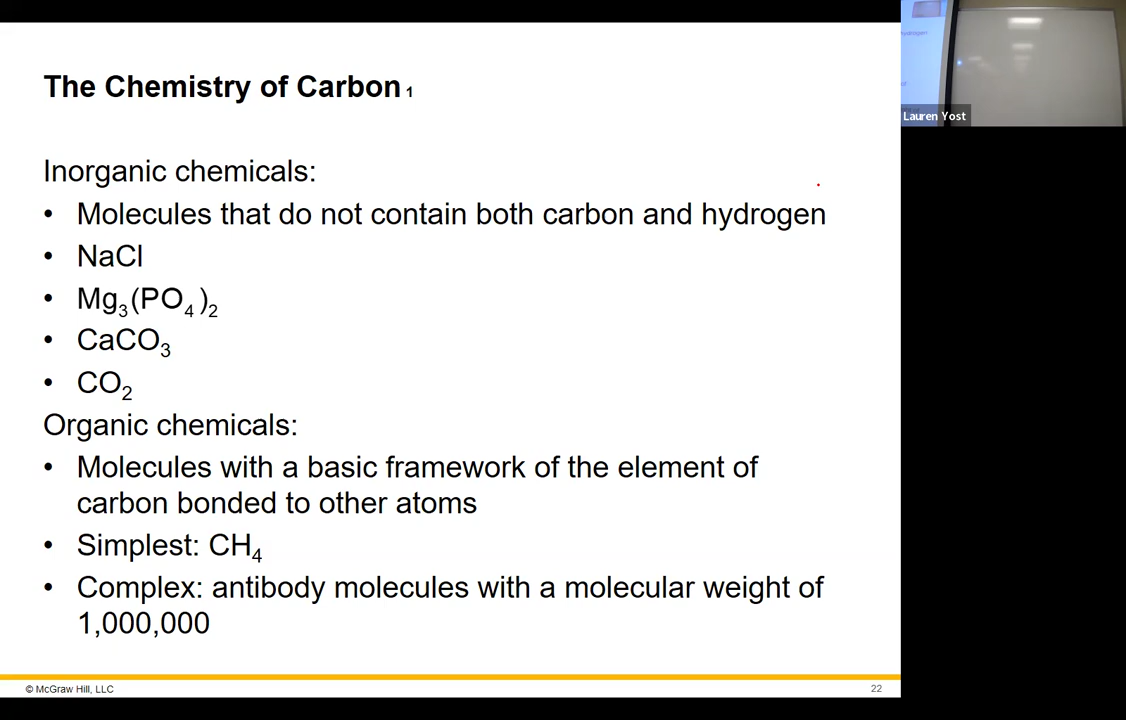 The Chemistry of Carbon 1
Inorganic chemicals:
• Molecules that do not contain both carbon and hydrogen
• NaCl
• Mg₃(PO₄)₂
• CaCO₃
• CO₂
Organic chemicals:
• Molecules with a basic framework of the element of
carbon bonded to other atoms
• Simplest: CH₄
• Complex: antibody molecules with a molecular weight of
1,000,000
© McGraw Hill, LLC
22
Lauren Yost